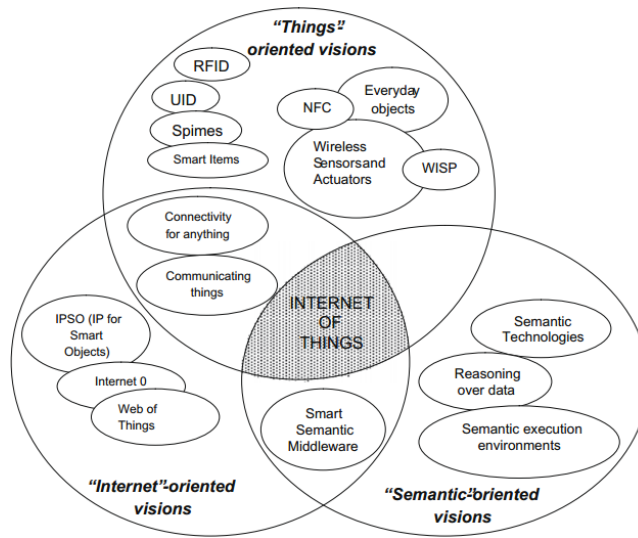 “Things”-
oriented visions
RFID
UID
Spimes
Smart Items
NFC
Everyday
objects
Wireless
Sensors and
Actuators
WISP
Connectivity
for anything
Communicating
things
INTERNET
OF
THINGS
IPSO (IP for
Smart
Objects)
Internet 0
Web of
Things
Semantic
Technologies
Reasoning
over data
Semantic execution
environments
Smart
Semantic
Middleware
“Internet”-oriented
visions
“Semantic”-oriented
visions